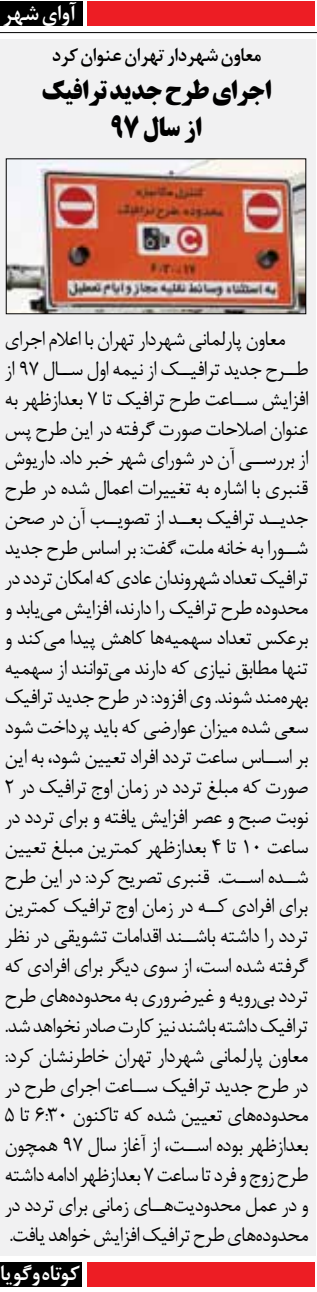 آوای شهر
معاون شهردار تهران عنوان کرد
اجرای طرح جدید ترافیک
از سال ۹۷
کنترل مکانیزه
محدوده طرح ترافیک
۶/۳۰-۱۷
به استثناء وسائط نقلیه مجاز و ایام تعطیل
معاون پارلمانی شهردار تهران با اعلام اجرای
طرح جدید ترافیک از نیمه اول سال ۹۷ از
افزایش ساعت طرح ترافیک تا ۷ بعدازظهر به
عنوان اصلاحات صورت گرفته در این طرح پس
از بررسی آن در شورای شهر خبر داد. داریوش
قنبری با اشاره به تغییرات اعمال شده در طرح
جدید ترافیک بعد از تصویب آن در صحن
شورا به خانه ملت، گفت: بر اساس طرح جدید
ترافیک تعداد شهروندان عادی که امکان تردد در
محدوده طرح ترافیک را دارند، افزایش می‌یابد و
برعکس تعداد سهمیه‌ها کاهش پیدا می‌کند و
تنها مطابق نیازی که دارند می‌توانند از سهمیه
بهره‌مند شوند. وی افزود: در طرح جدید ترافیک
سعی شده میزان عوارضی که باید پرداخت شود
بر اساس ساعت تردد افراد تعیین شود، به این
صورت که مبلغ تردد در زمان اوج ترافیک در ۲
نوبت صبح و عصر افزایش یافته و برای تردد در
ساعت ۱۰ تا ۴ بعدازظهر کمترین مبلغ تعیین
شده است. قنبری تصریح کرد: در این طرح
برای افرادی که در زمان اوج ترافیک کمترین
تردد را داشته باشند اقدامات تشویقی در نظر
گرفته شده است، از سوی دیگر برای افرادی که
تردد بی‌رویه و غیرضروری به محدوده‌های طرح
ترافیک داشته باشند نیز کارت صادر نخواهد شد.
معاون پارلمانی شهردار تهران خاطرنشان کرد:
در طرح جدید ترافیک ساعت اجرای طرح در
محدوده‌های تعیین شده که تاکنون ۶:۳۰ تا ۵
بعدازظهر بوده است، از آغاز سال ۹۷ همچون
طرح زوج و فرد تا ساعت ۷ بعدازظهر ادامه داشته
و در عمل محدودیت‌های زمانی برای تردد در
محدوده‌های طرح ترافیک افزایش خواهد یافت.
کوتاه و گویا